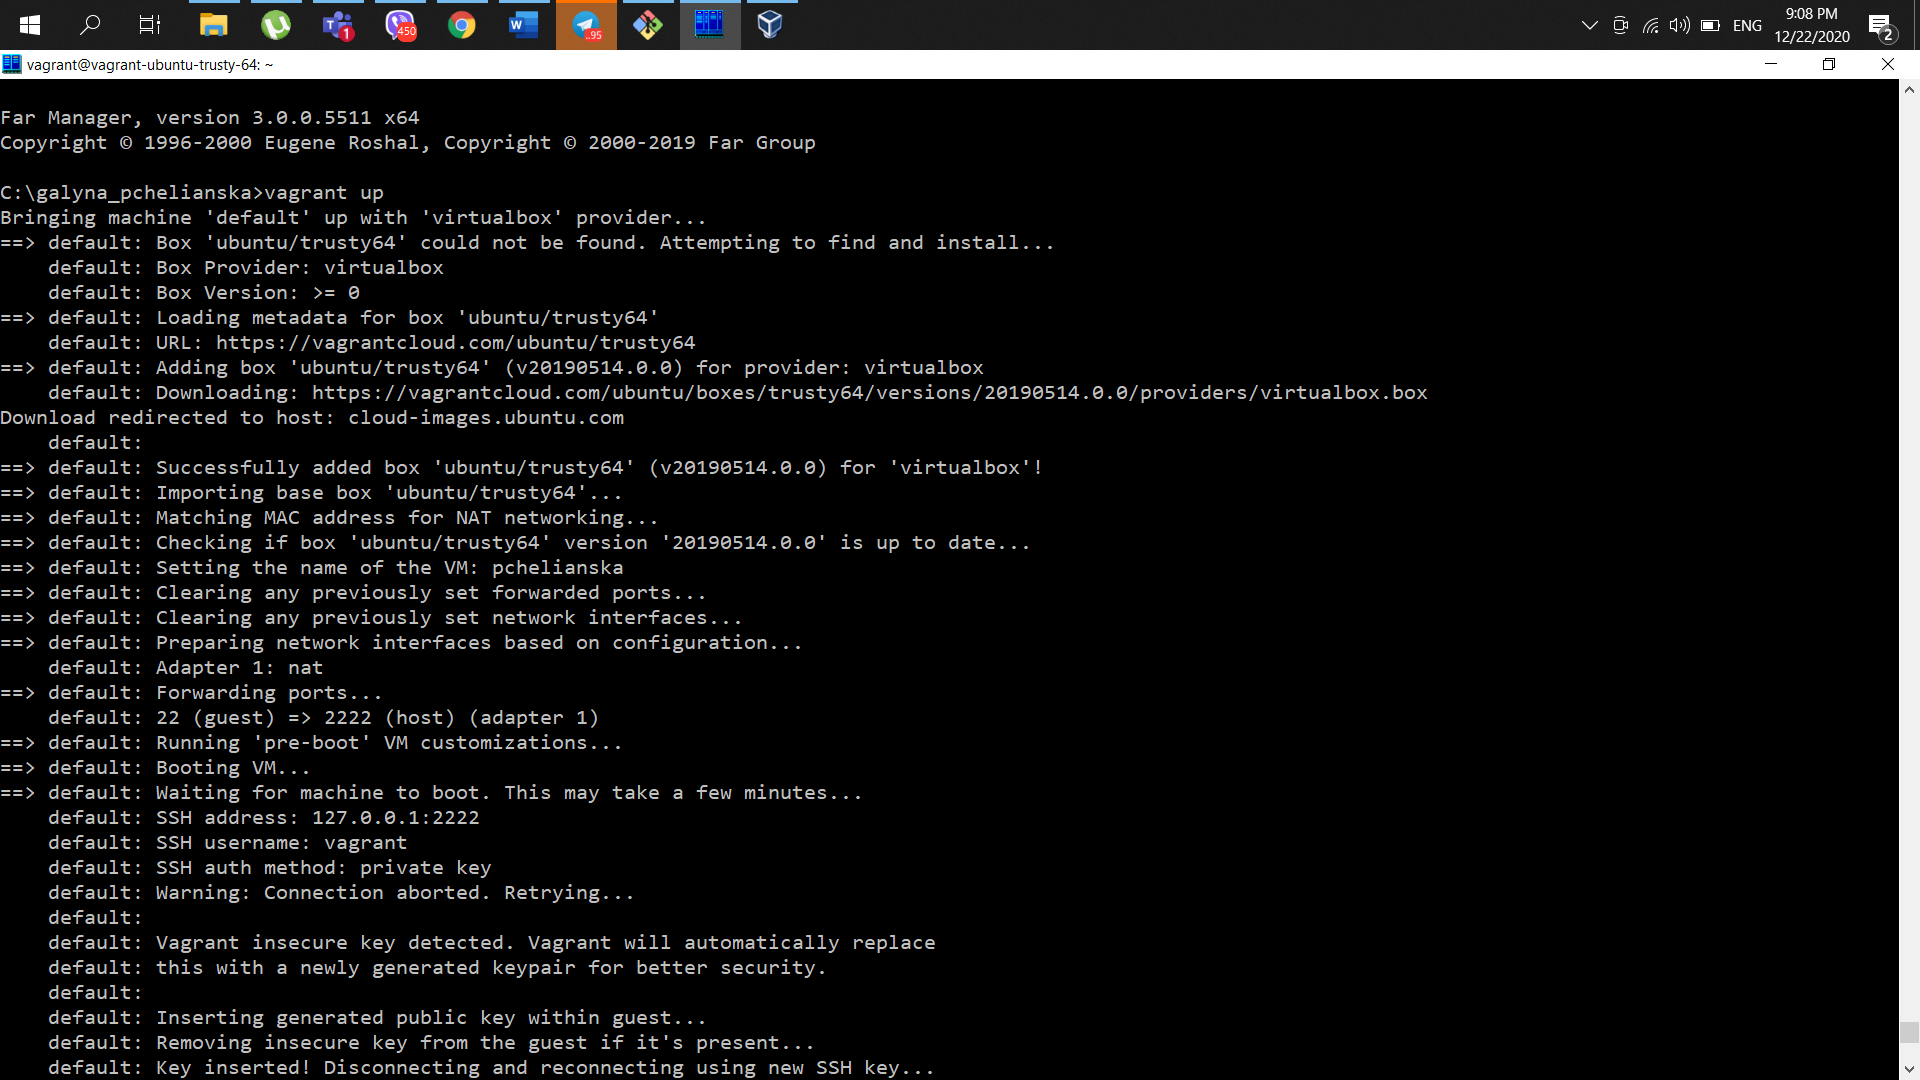 1
450
W
..95
ENG
9:08 PM
12/22/2020
2
vagrant@vagrant-ubuntu-trusty-64: ~
Far Manager, version 3.0.0.5511 x64
Copyright © 1996-2000 Eugene Roshal, Copyright © 2000-2019 Far Group
C:\galyna_pchelianska>vagrant up
Bringing machine 'default' up with 'virtualbox' provider...
==> default: Box 'ubuntu/trusty64' could not be found. Attempting to find and install...
    default: Box Provider: virtualbox
    default: Box Version: >= 0
==> default: Loading metadata for box 'ubuntu/trusty64'
    default: URL: https://vagrantcloud.com/ubuntu/trusty64
==> default: Adding box 'ubuntu/trusty64' (v20190514.0.0) for provider: virtualbox
    default: Downloading: https://vagrantcloud.com/ubuntu/boxes/trusty64/versions/20190514.0.0/providers/virtualbox.box
Download redirected to host: cloud-images.ubuntu.com
    default:
==> default: Successfully added box 'ubuntu/trusty64' (v20190514.0.0) for 'virtualbox'!
==> default: Importing base box 'ubuntu/trusty64'...
==> default: Matching MAC address for NAT networking...
==> default: Checking if box 'ubuntu/trusty64' version '20190514.0.0' is up to date...
==> default: Setting the name of the VM: pchelianska
==> default: Clearing any previously set forwarded ports...
==> default: Clearing any previously set network interfaces...
==> default: Preparing network interfaces based on configuration...
    default: Adapter 1: nat
==> default: Forwarding ports...
    default: 22 (guest) => 2222 (host) (adapter 1)
==> default: Running 'pre-boot' VM customizations...
==> default: Booting VM...
==> default: Waiting for machine to boot. This may take a few minutes...
    default: SSH address: 127.0.0.1:2222
    default: SSH username: vagrant
    default: SSH auth method: private key
    default: Warning: Connection aborted. Retrying...
    default:
    default: Vagrant insecure key detected. Vagrant will automatically replace
    default: this with a newly generated keypair for better security.
    default:
    default: Inserting generated public key within guest...
    default: Removing insecure key from the guest if it's present...
    default: Key inserted! Disconnecting and reconnecting using new SSH key...